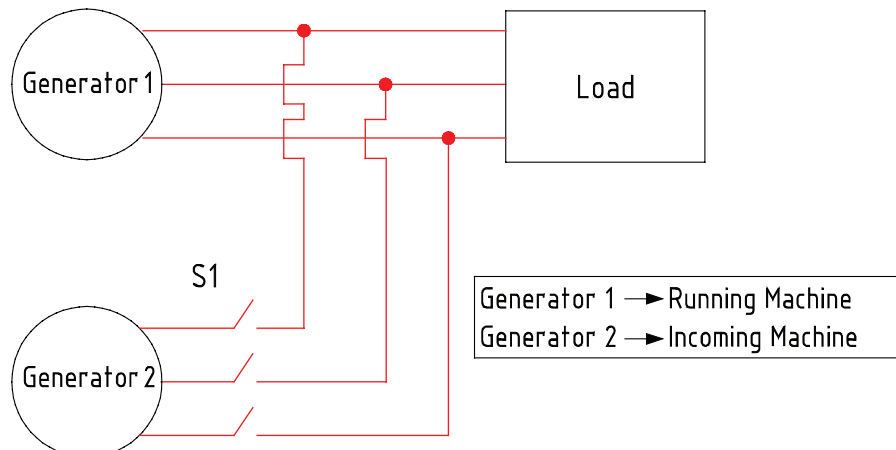 Generator 1
Load
S1
Generator 1 → Running Machine
Generator 2 → Incoming Machine
Generator 2